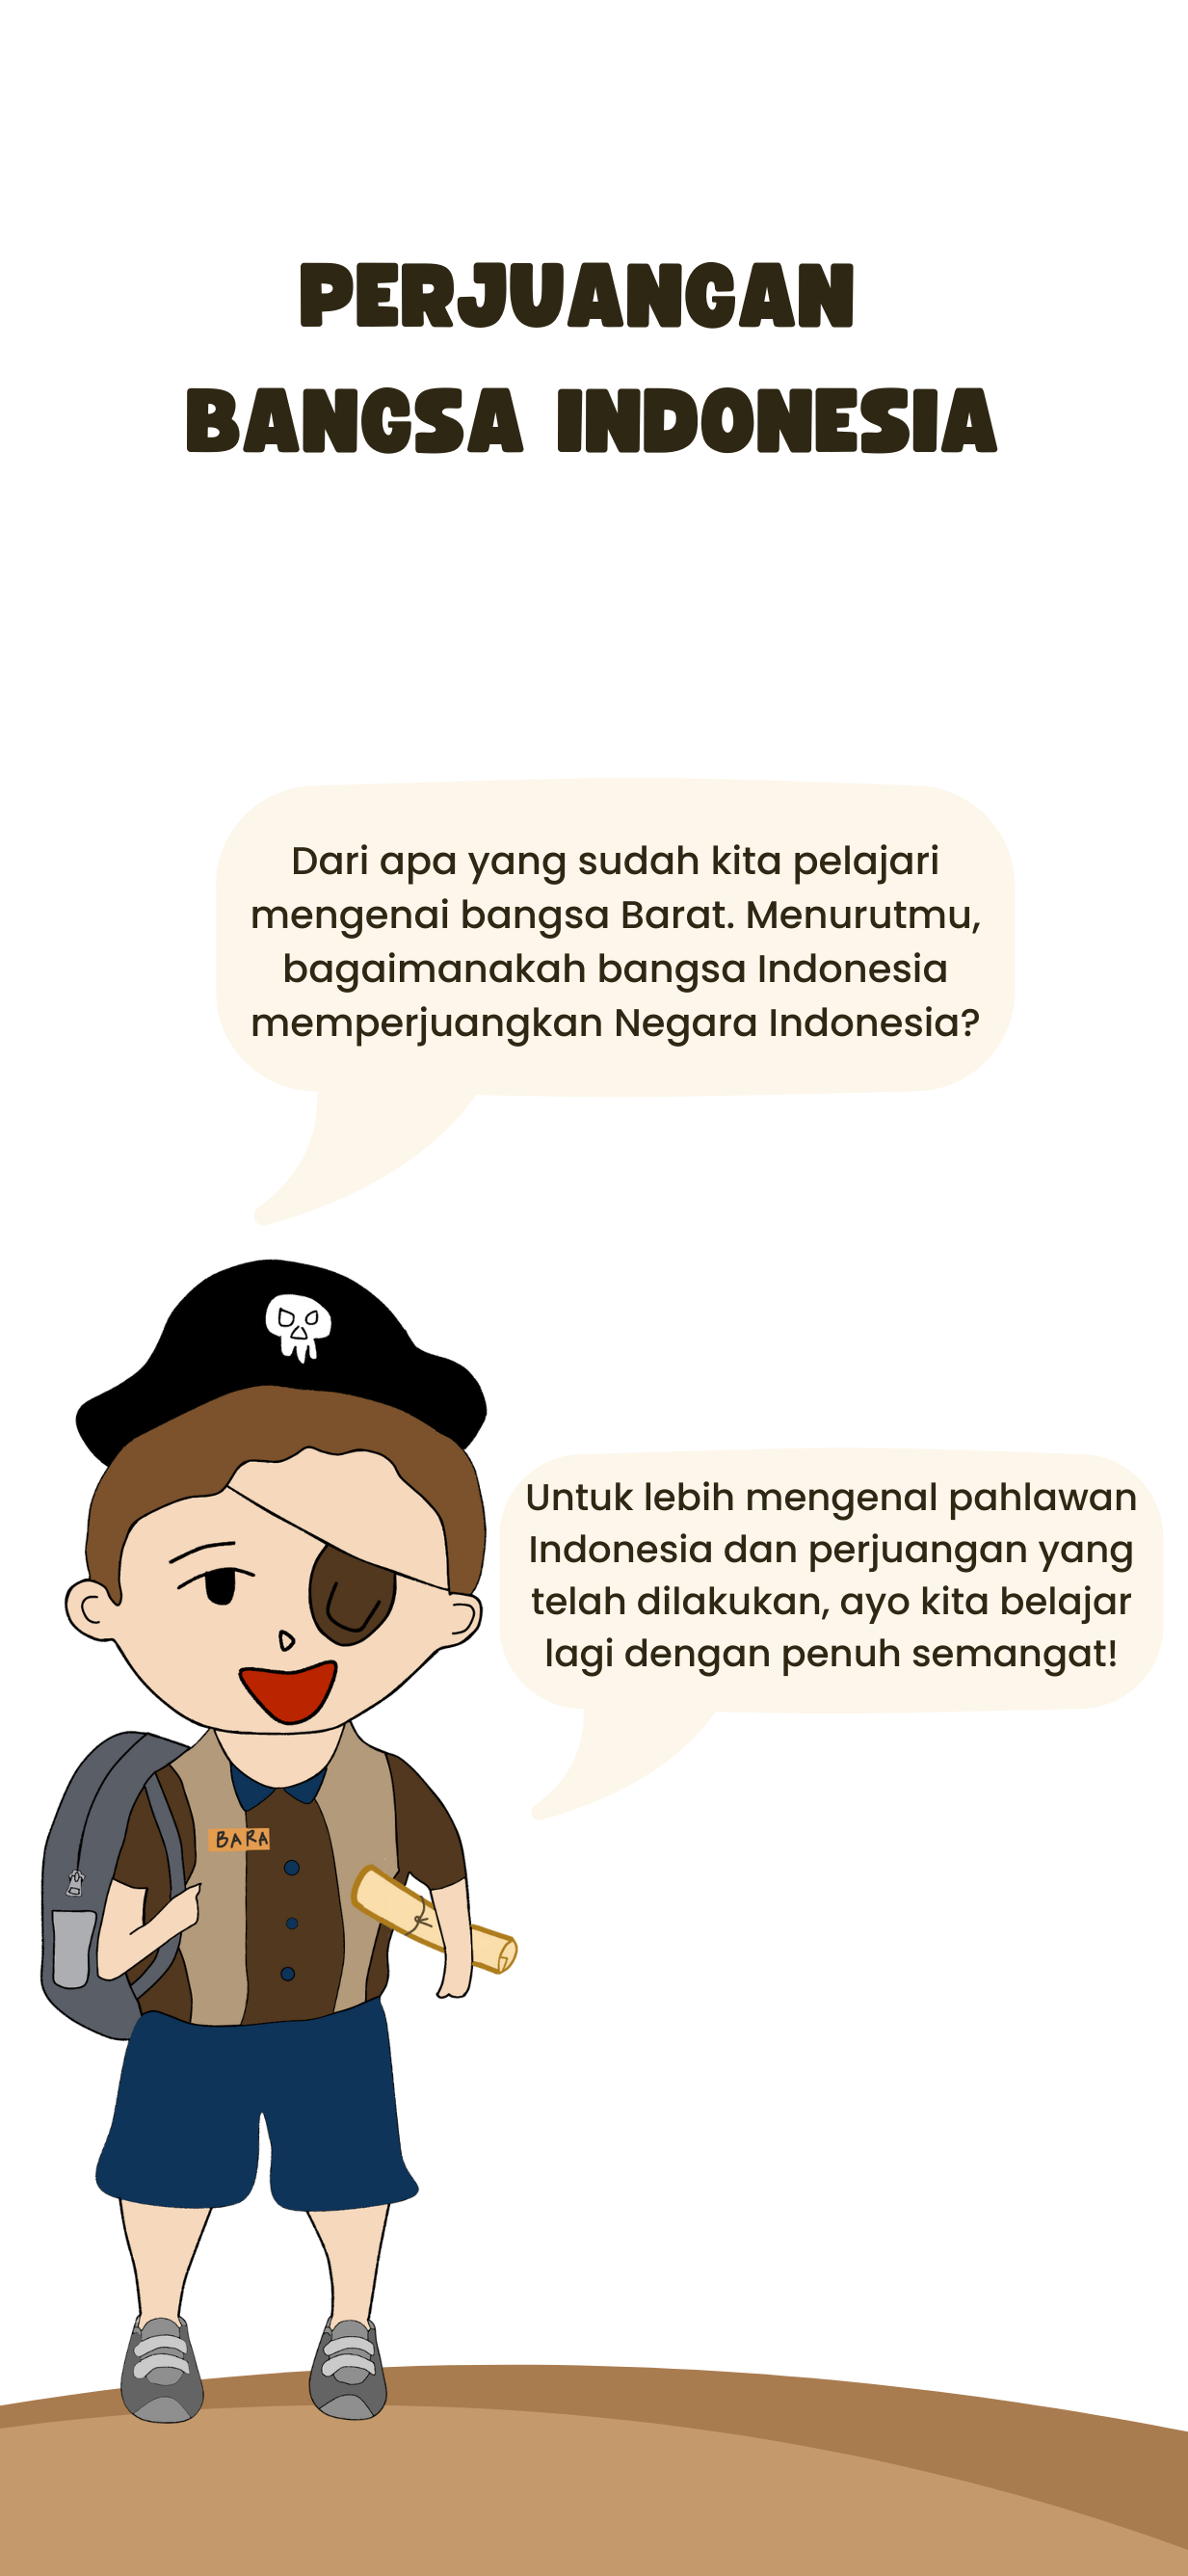 PERJUANGAN
BANGSA INDONESIA
Dari apa yang sudah kita pelajari
mengenai bangsa Barat. Menurutmu,
bagaimanakah bangsa Indonesia
memperjuangkan Negara Indonesia?
Untuk lebih mengenal pahlawan
Indonesia dan perjuangan yang
telah dilakukan, ayo kita belajar
lagi dengan penuh semangat!
BARA